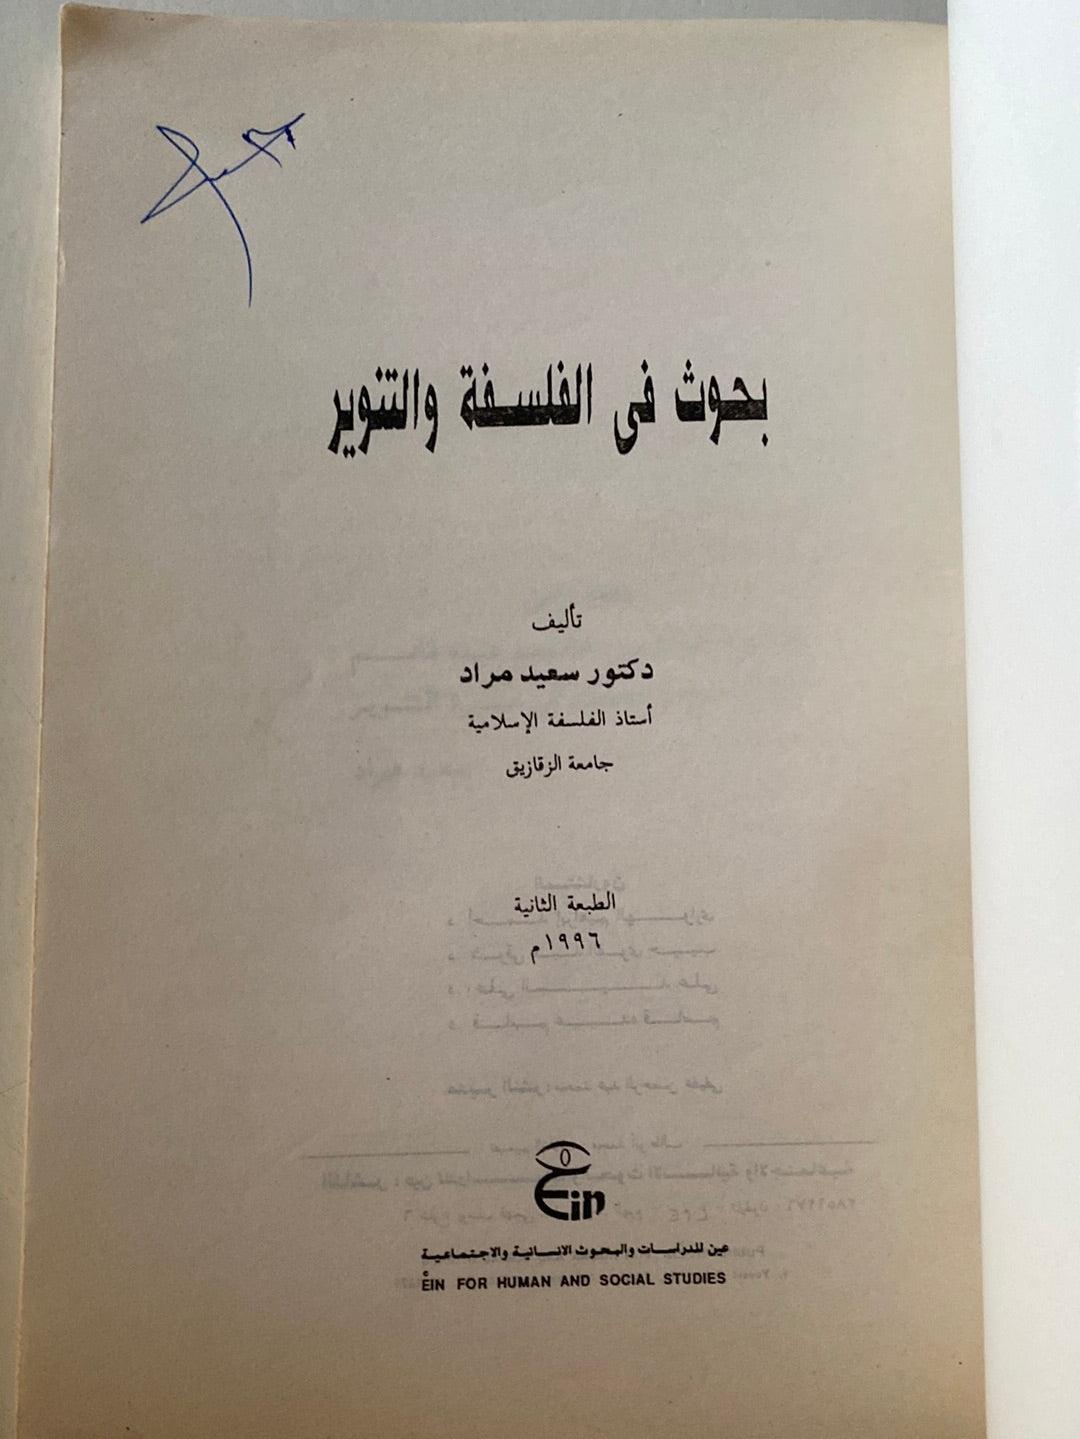 بحوث فى الفلسفة والتنوير
تأليف
دكتور سعيد مراد
أستاذ الفلسفة الإسلامية
جامعة الزقازيق
الطبعة الثانية
١٩٩٦م
Ein
عين للدراسات والبحوث الانسانية والاجتماعية
EIN FOR HUMAN AND SOCIAL STUDIES